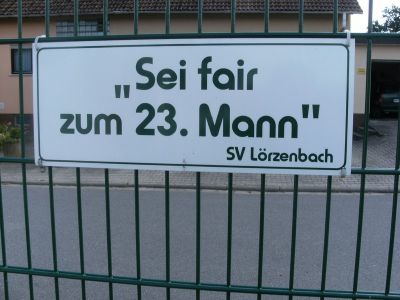 „Sei fair
zum 23. Mann"
SV Lörzenbach